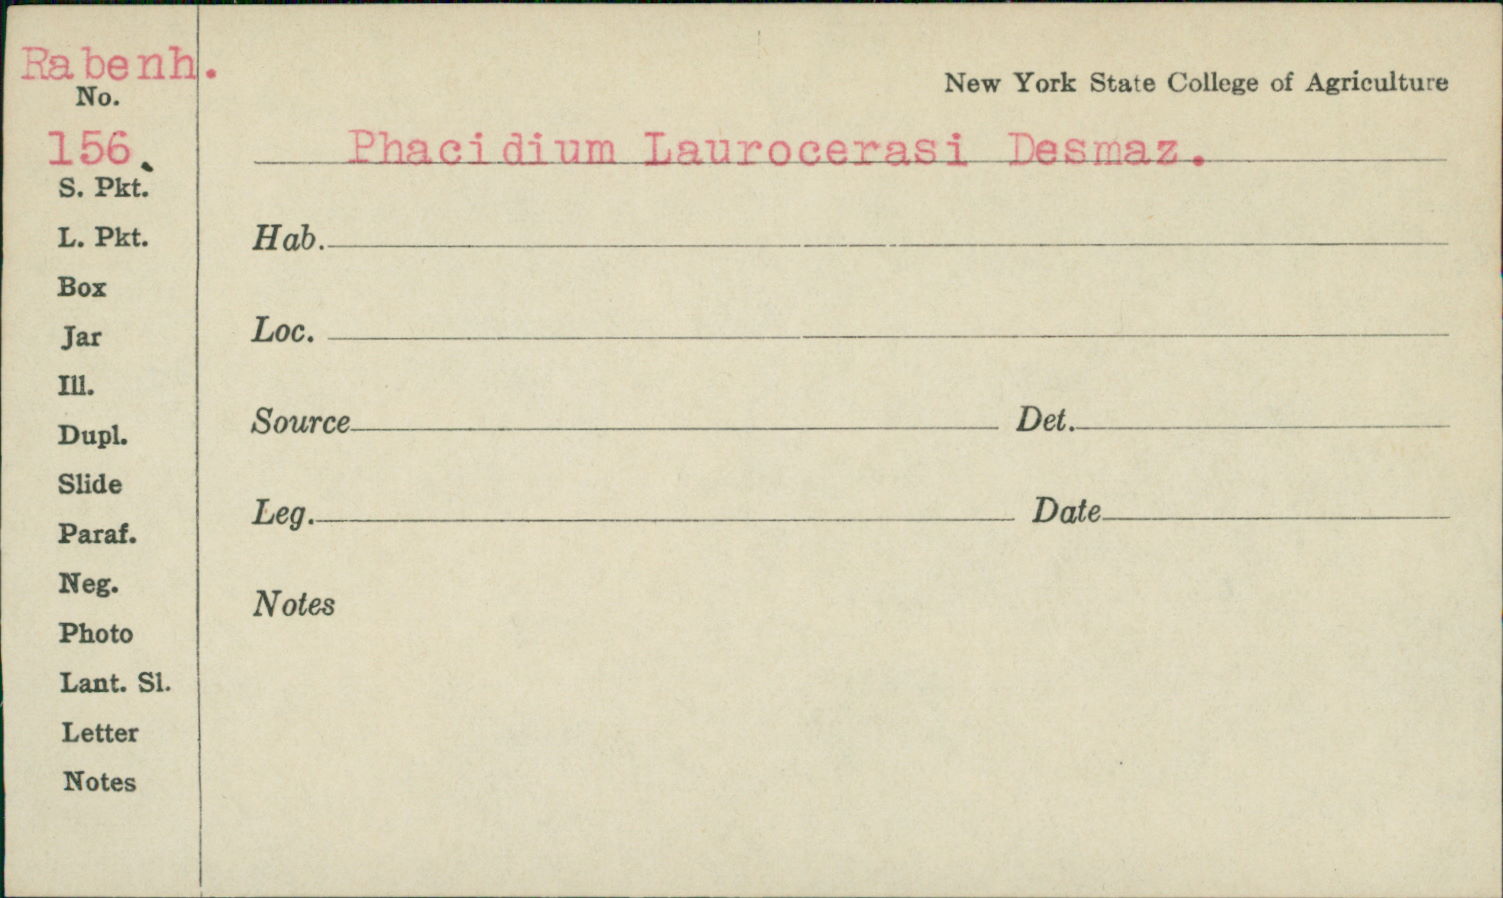 Rabenh.
No.
156.
S. Pkt.
L. Pkt.
Box
Jar
Ill.
Dupl.
Slide
Paraf.
Neg.
Photo
Lant. Sl.
Letter
Notes
New York State College of Agriculture
Phacidium Laurocerasi Desmaz.
Hab.
Loc.
Source Det.
Leg. Date
Notes